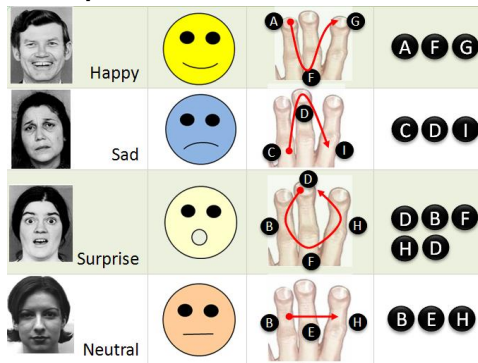 A G A F G
F
Happy
D C D I
C I
Sad
D
B H D B F
F H D
Surprise
B H B E H
E
Neutral